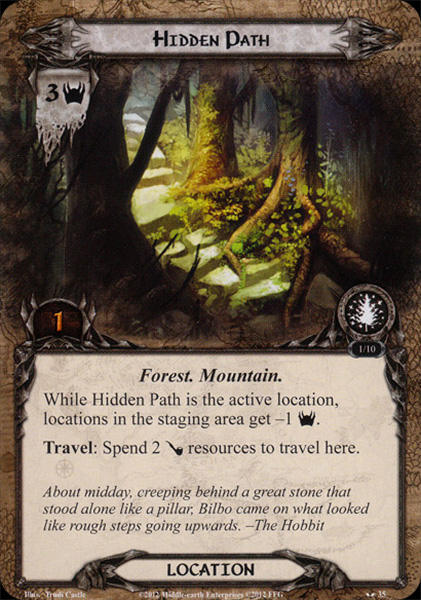 Hidden Path
3
1
1/10
Forest. Mountain.
While Hidden Path is the active location,
locations in the staging area get –1 .
Travel: Spend 2 resources to travel here.
About midday, creeping behind a great stone that
stood alone like a pillar, Bilbo came on what looked
like rough steps going upwards. –The Hobbit
Location
Illus. Trudi Castle
©2012 Middle-earth Enterprises ©2012 FFG
35